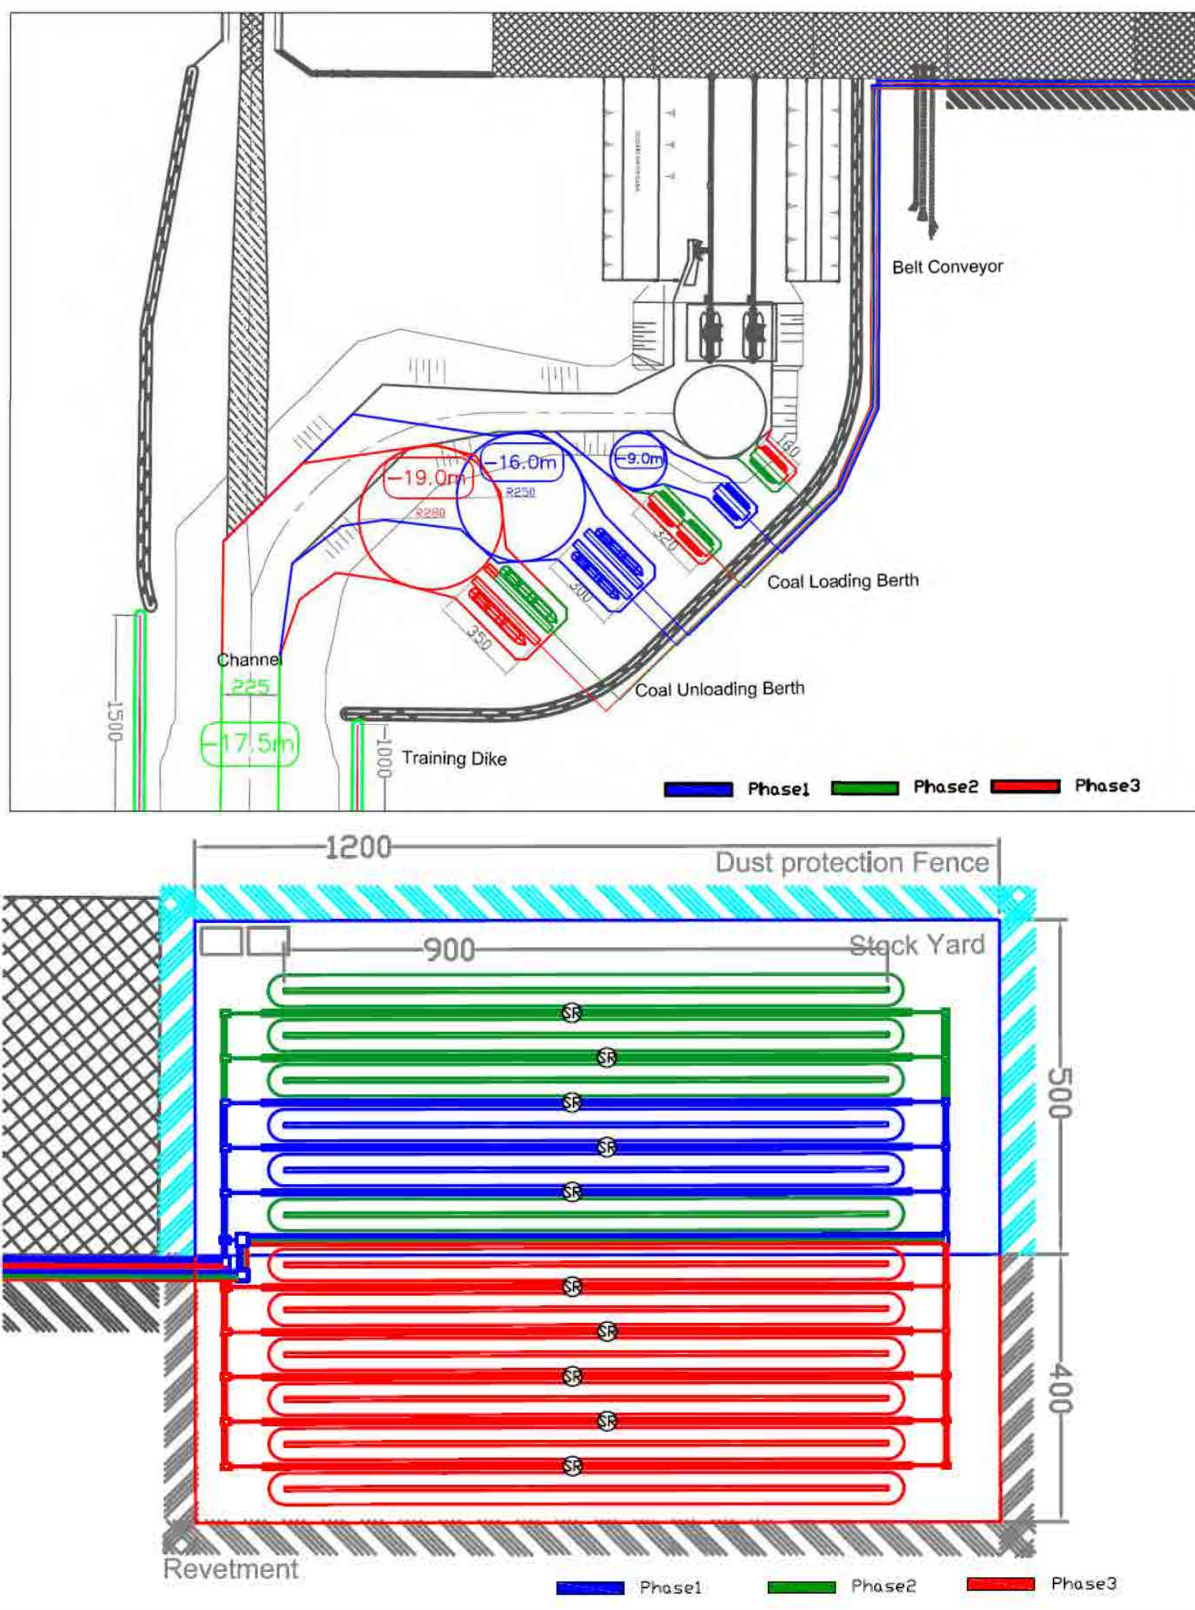 Belt Conveyor
160
-9.0m
-16.0m
R250
-19.0m
R280
320
300
350
Coal Loading Berth
Coal Unloading Berth
Channel
225
-17.5m
1500
1000
Training Dike
Phase1
Phase2
Phase3
1200
Dust protection Fence
900
Stock Yard
SR
SR
SR
SR
SR
500
SR
SR
SR
SR
SR
400
Revetment
Phase1
Phase2
Phase3